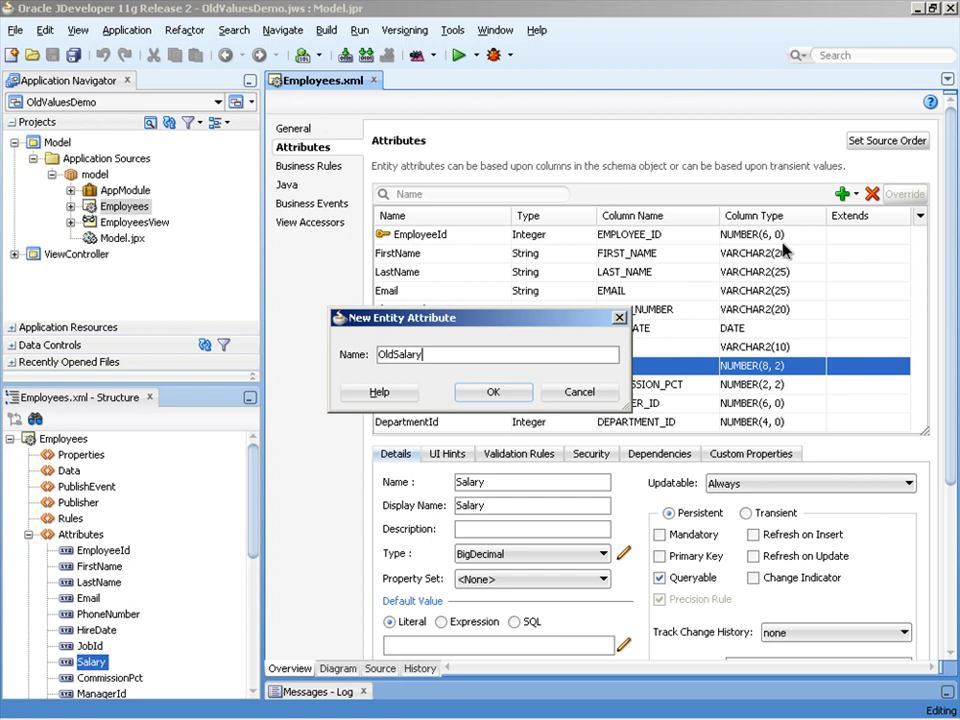 Oracle JDeveloper 11g Release 2 - OldValuesDemo.jws : Model.jpr
File Edit View Application Refactor Search Navigate Build Run Versioning Tools Window Help
Search
Application Navigator
OldValuesDemo
Projects
Model
Application Sources
model
AppModule
Employees
EmployeesView
Model.jpx
ViewController
Application Resources
Data Controls
Recently Opened Files
Employees.xml - Structure
Employees
Properties
Data
PublishEvent
Publisher
Rules
Attributes
EmployeeId
FirstName
LastName
Email
PhoneNumber
HireDate
JobId
Salary
CommissionPct
ManagerId
Employees.xml
General
Attributes
Business Rules
Java
Business Events
View Accessors
Attributes
Set Source Order
Entity attributes can be based upon columns in the schema object or can be based upon transient values.
Name
Override
Name Type Column Name Column Type Extends
EmployeeId Integer EMPLOYEE_ID NUMBER(6, 0)
FirstName String FIRST_NAME VARCHAR2(20)
LastName String LAST_NAME VARCHAR2(25)
Email String EMAIL VARCHAR2(25)
_NUMBER VARCHAR2(20)
ATE DATE
VARCHAR2(10)
NUMBER(8, 2)
SSION_PCT NUMBER(2, 2)
ER_ID NUMBER(6, 0)
DepartmentId Integer DEPARTMENT_ID NUMBER(4, 0)
New Entity Attribute
Name: OldSalary
Help OK Cancel
Details UI Hints Validation Rules Security Dependencies Custom Properties
Name : Salary
Display Name: Salary
Description:
Type : BigDecimal
Property Set: <None>
Default Value
Literal Expression SQL
Updatable: Always
Persistent Transient
Mandatory Refresh on Insert
Primary Key Refresh on Update
Queryable Change Indicator
Precision Rule
Track Change History: none
Overview Diagram Source History
Messages - Log
Editing